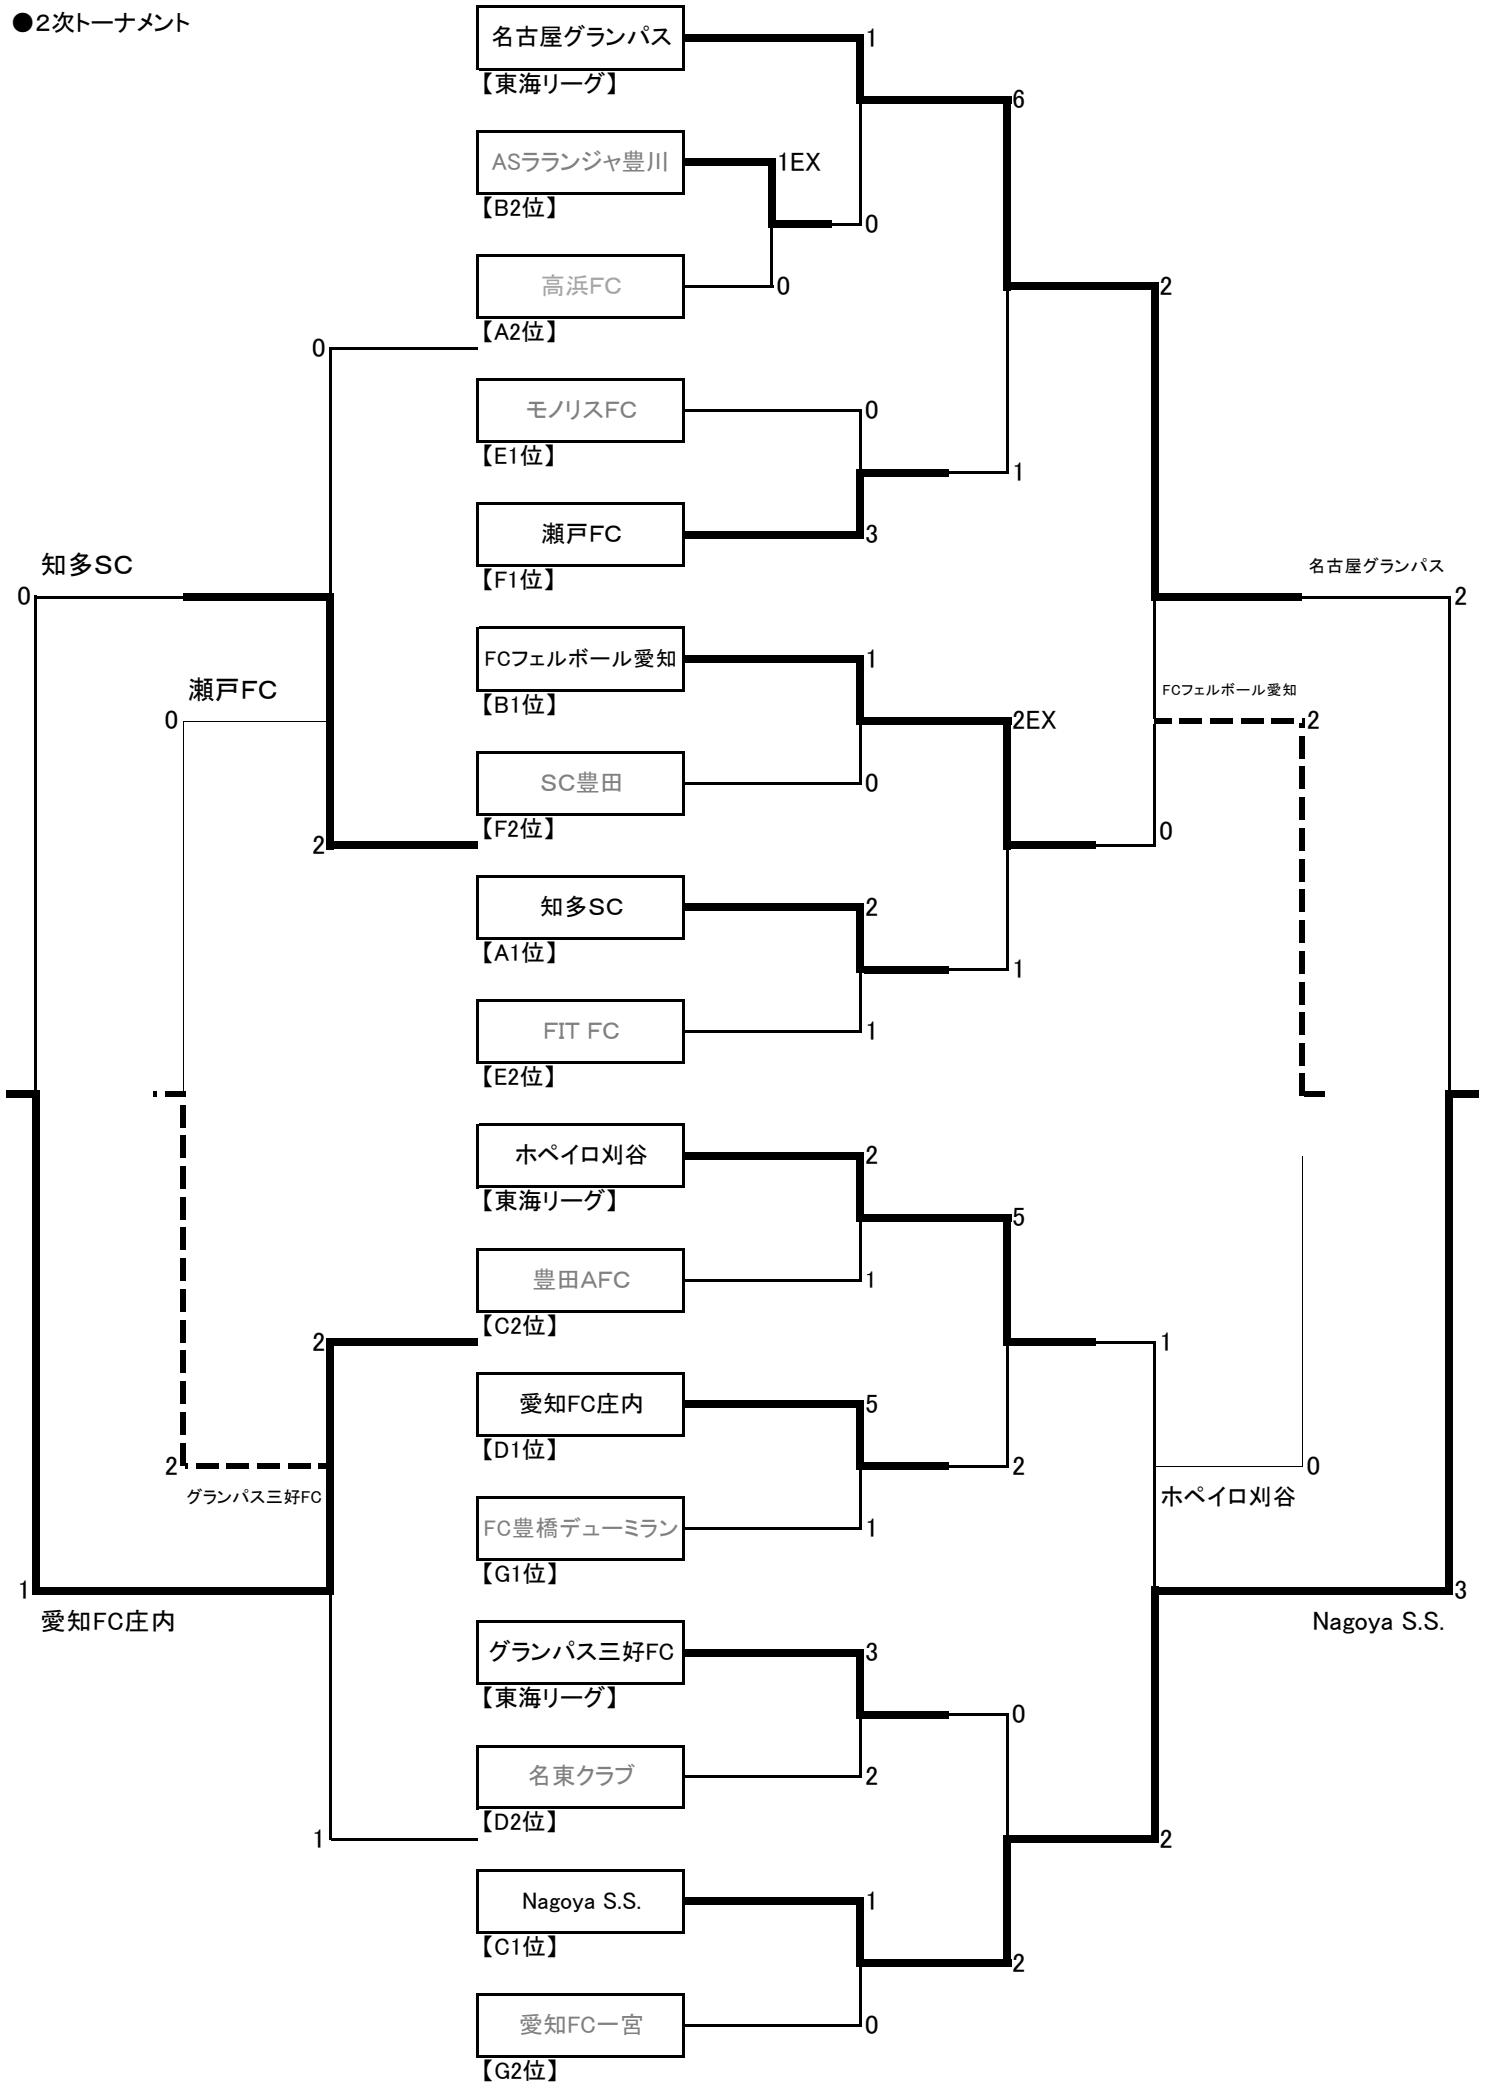 ●2次トーナメント
名古屋グランパス
1
【東海リーグ】
6
ASラランジャ豊川
1EX
【B2位】
0
高浜FC
0
2
【A2位】
0
モノリスFC
0
【E1位】
1
瀬戸FC
3
知多SC
名古屋グランパス
【F1位】
0
2
FCフェルボール愛知
1
瀬戸FC
FCフェルボール愛知
【B1位】
0
2EX
2
SC豊田
0
【F2位】
0
2
知多SC
2
【A1位】
1
FIT FC
1
【E2位】
ホペイロ刈谷
2
【東海リーグ】
5
豊田AFC
1
【C2位】
2
1
愛知FC庄内
5
【D1位】
2
2
0
グランパス三好FC
ホペイロ刈谷
FC豊橋デューミラン
1
【G1位】
1
3
愛知FC庄内
Nagoya S.S.
グランパス三好FC
3
【東海リーグ】
0
名東クラブ
2
【D2位】
1
2
Nagoya S.S.
1
【C1位】
2
愛知FC一宮
0
【G2位】